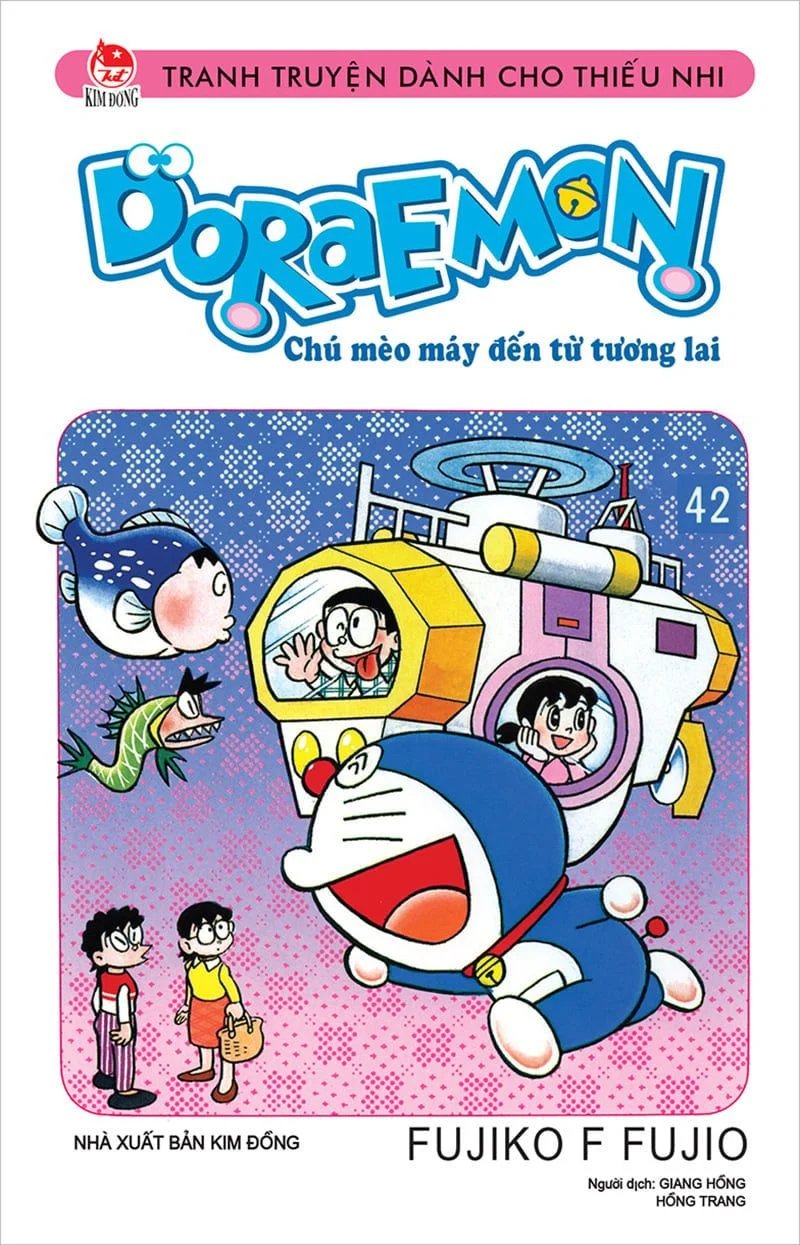 kđ
KIM ĐỒNG
TRANH TRUYỆN DÀNH CHO THIẾU NHI
DORAEMON
Chú mèo máy đến từ tương lai
42
NHÀ XUẤT BẢN KIM ĐỒNG
FUJIKO F FUJIO
Người dịch: GIANG HỒNG
HỒNG TRANG